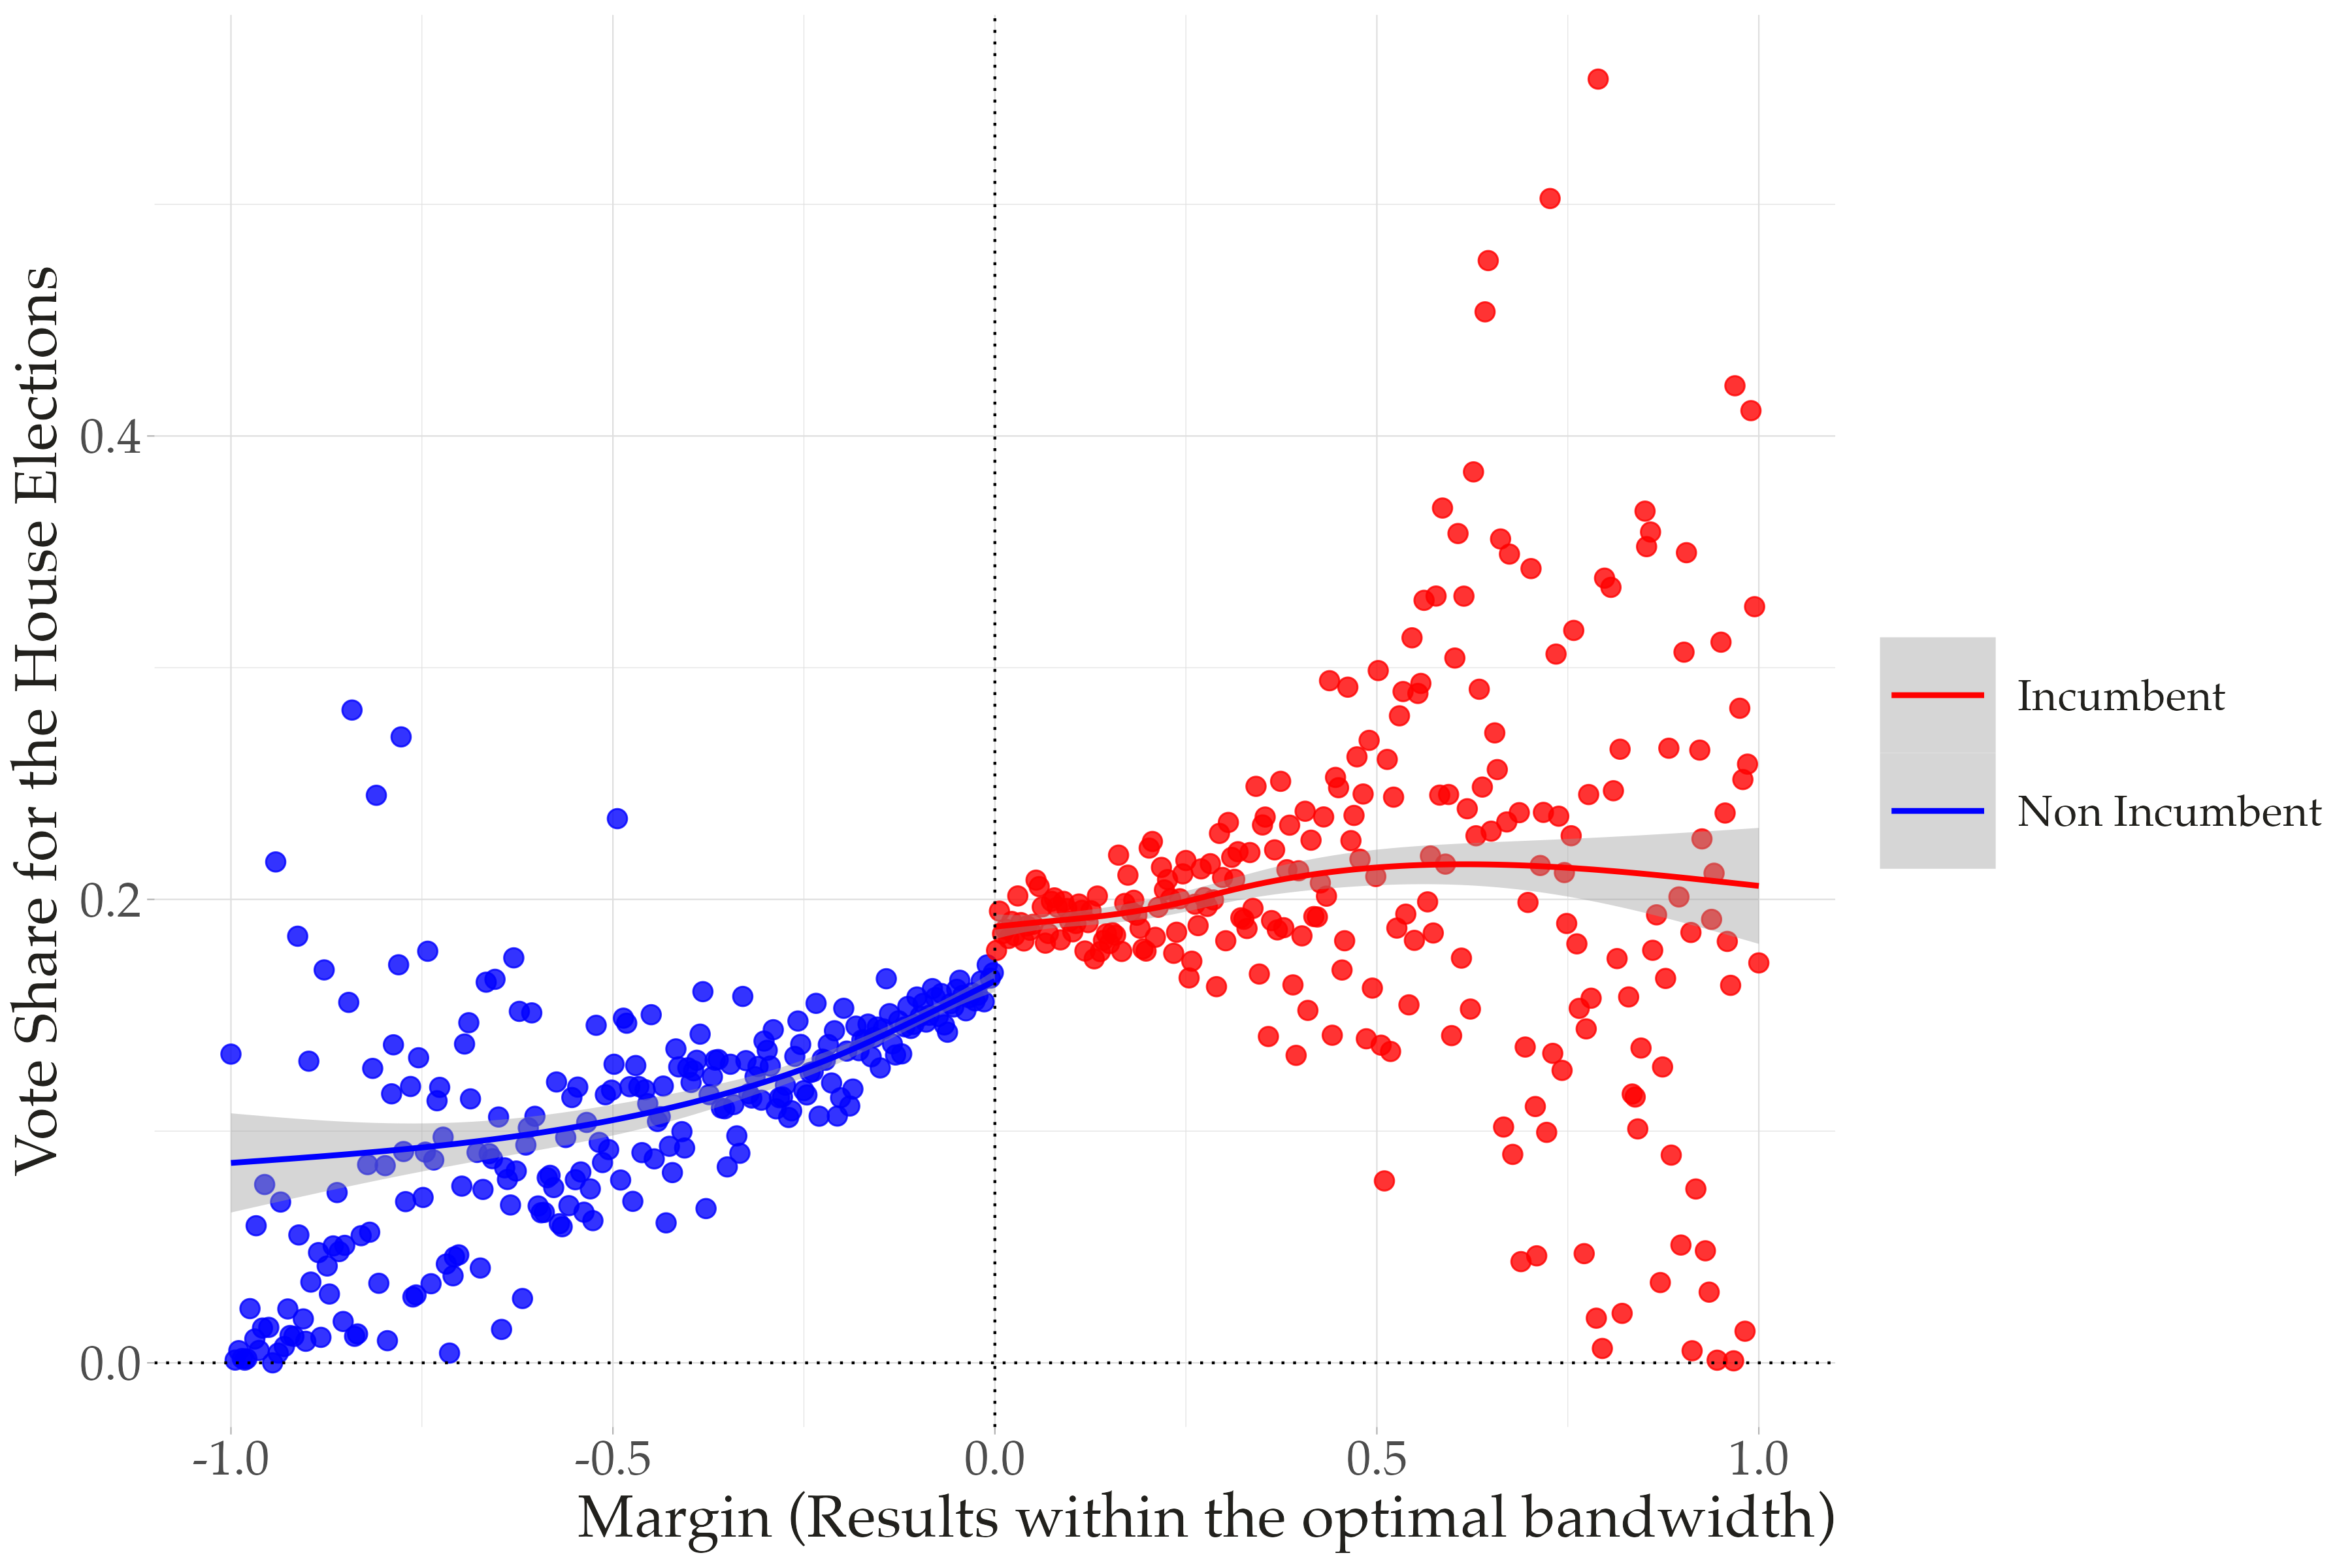 Vote Share for the House Elections
0.4
0.2
0.0
-1.0
-0.5
0.0
0.5
1.0
Margin (Results within the optimal bandwidth)
Incumbent
Non Incumbent